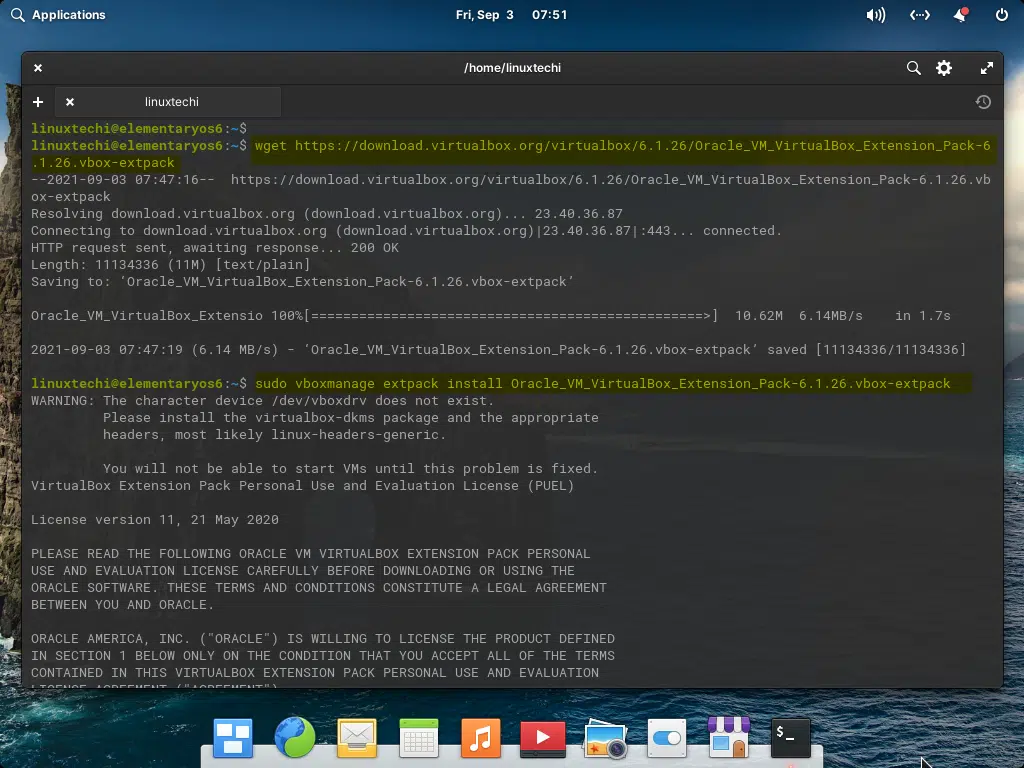 Applications
Fri, Sep 3 07:51
/home/linuxtechi
linuxtechi
linuxtechi@elementaryos6:~$
linuxtechi@elementaryos6:~$ wget https://download.virtualbox.org/virtualbox/6.1.26/Oracle_VM_VirtualBox_Extension_Pack-6
.1.26.vbox-extpack
--2021-09-03 07:47:16--  https://download.virtualbox.org/virtualbox/6.1.26/Oracle_VM_VirtualBox_Extension_Pack-6.1.26.vb
ox-extpack
Resolving download.virtualbox.org (download.virtualbox.org)... 23.40.36.87
Connecting to download.virtualbox.org (download.virtualbox.org)|23.40.36.87|:443... connected.
HTTP request sent, awaiting response... 200 OK
Length: 11134336 (11M) [text/plain]
Saving to: ‘Oracle_VM_VirtualBox_Extension_Pack-6.1.26.vbox-extpack’
Oracle_VM_VirtualBox_Extensio 100%[=================================================>]  10.62M  6.14MB/s    in 1.7s
2021-09-03 07:47:19 (6.14 MB/s) - ‘Oracle_VM_VirtualBox_Extension_Pack-6.1.26.vbox-extpack’ saved [11134336/11134336]
linuxtechi@elementaryos6:~$ sudo vboxmanage extpack install Oracle_VM_VirtualBox_Extension_Pack-6.1.26.vbox-extpack
WARNING: The character device /dev/vboxdrv does not exist.
Please install the virtualbox-dkms package and the appropriate
headers, most likely linux-headers-generic.
You will not be able to start VMs until this problem is fixed.
VirtualBox Extension Pack Personal Use and Evaluation License (PUEL)
License version 11, 21 May 2020
PLEASE READ THE FOLLOWING ORACLE VM VIRTUALBOX EXTENSION PACK PERSONAL
USE AND EVALUATION LICENSE CAREFULLY BEFORE DOWNLOADING OR USING THE
ORACLE SOFTWARE. THESE TERMS AND CONDITIONS CONSTITUTE A LEGAL AGREEMENT
BETWEEN YOU AND ORACLE.
ORACLE AMERICA, INC. ("ORACLE") IS WILLING TO LICENSE THE PRODUCT DEFINED
IN SECTION 1 BELOW ONLY ON THE CONDITION THAT YOU ACCEPT ALL OF THE TERMS
CONTAINED IN THIS VIRTUALBOX EXTENSION PACK PERSONAL USE AND EVALUATION
LICENSE AGREEMENT ("AGREEMENT").
$_